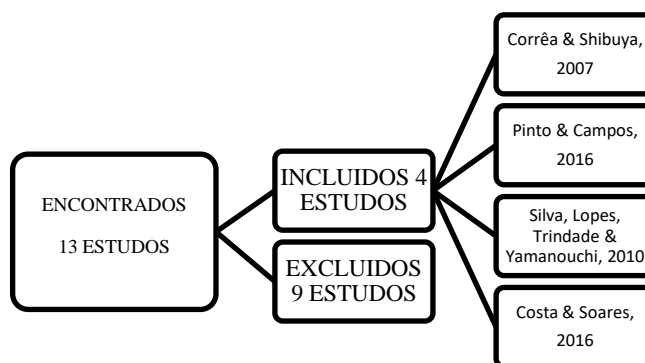 ENCONTRADOS
13 ESTUDOS
INCLUIDOS 4
ESTUDOS
EXCLUIDOS
9 ESTUDOS
Corrêa & Shibuya,
2007
Pinto & Campos,
2016
Silva, Lopes,
Trindade &
Yamanouchi, 2010
Costa & Soares,
2016